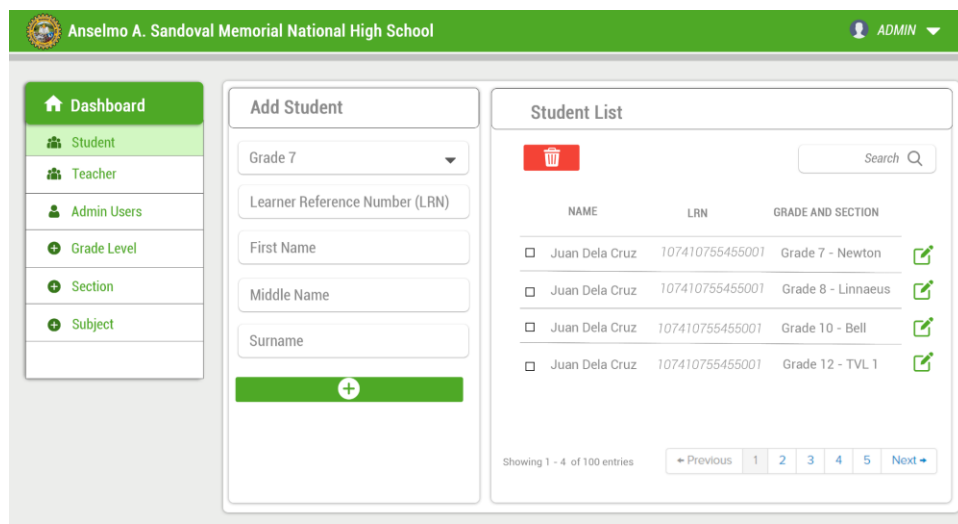 Anselmo A. Sandoval Memorial National High School
ADMIN
Dashboard
Student
Teacher
Admin Users
Grade Level
Section
Subject
Add Student
Grade 7
Learner Reference Number (LRN)
First Name
Middle Name
Surname
Student List
Search
NAME LRN GRADE AND SECTION
Juan Dela Cruz 107410755455001 Grade 7 - Newton
Juan Dela Cruz 107410755455001 Grade 8 - Linnaeus
Juan Dela Cruz 107410755455001 Grade 10 - Bell
Juan Dela Cruz 107410755455001 Grade 12 - TVL 1
Showing 1 - 4 of 100 entries
Previous 1 2 3 4 5 Next